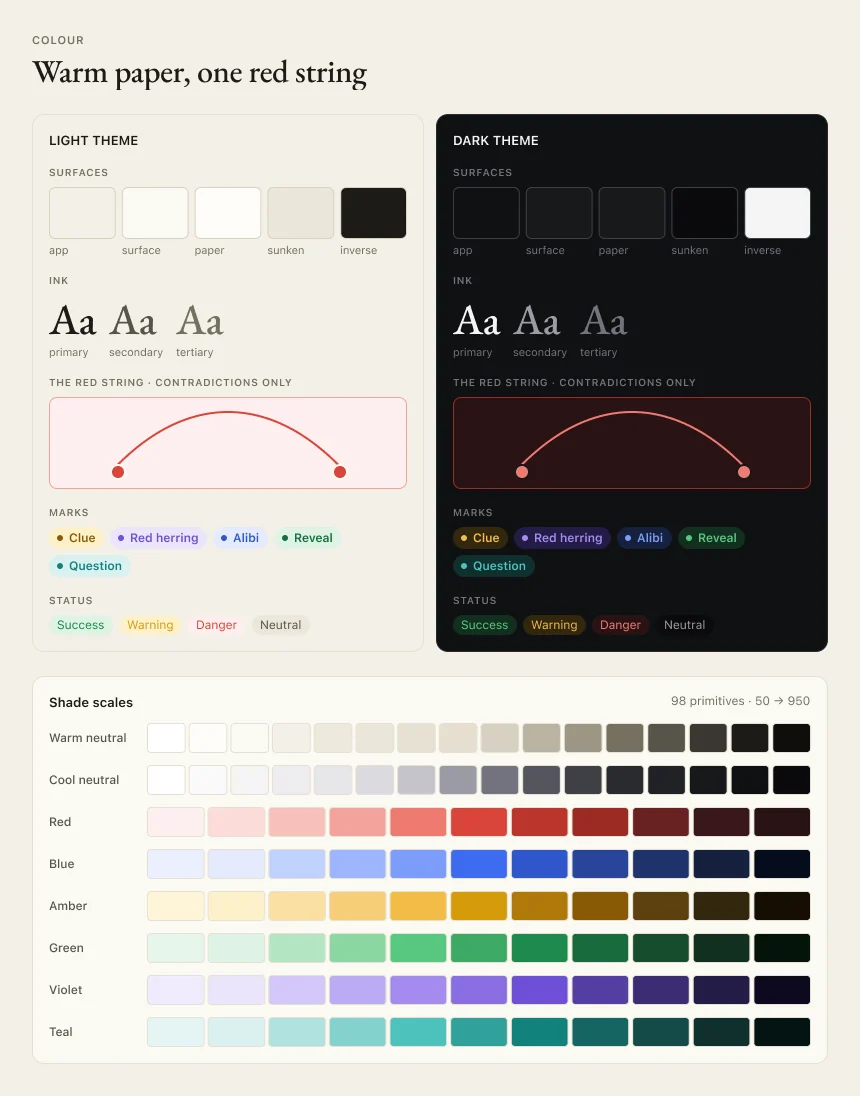 COLOUR
Warm paper, one red string
LIGHT THEME
SURFACES
app surface paper sunken inverse
INK
Aa Aa Aa
primary secondary tertiary
THE RED STRING · CONTRADICTIONS ONLY
MARKS
Clue Red herring Alibi Reveal
Question
STATUS
Success Warning Danger Neutral
DARK THEME
SURFACES
app surface paper sunken inverse
INK
Aa Aa Aa
primary secondary tertiary
THE RED STRING · CONTRADICTIONS ONLY
MARKS
Clue Red herring Alibi Reveal
Question
STATUS
Success Warning Danger Neutral
Shade scales 98 primitives · 50 → 950
Warm neutral
Cool neutral
Red
Blue
Amber
Green
Violet
Teal